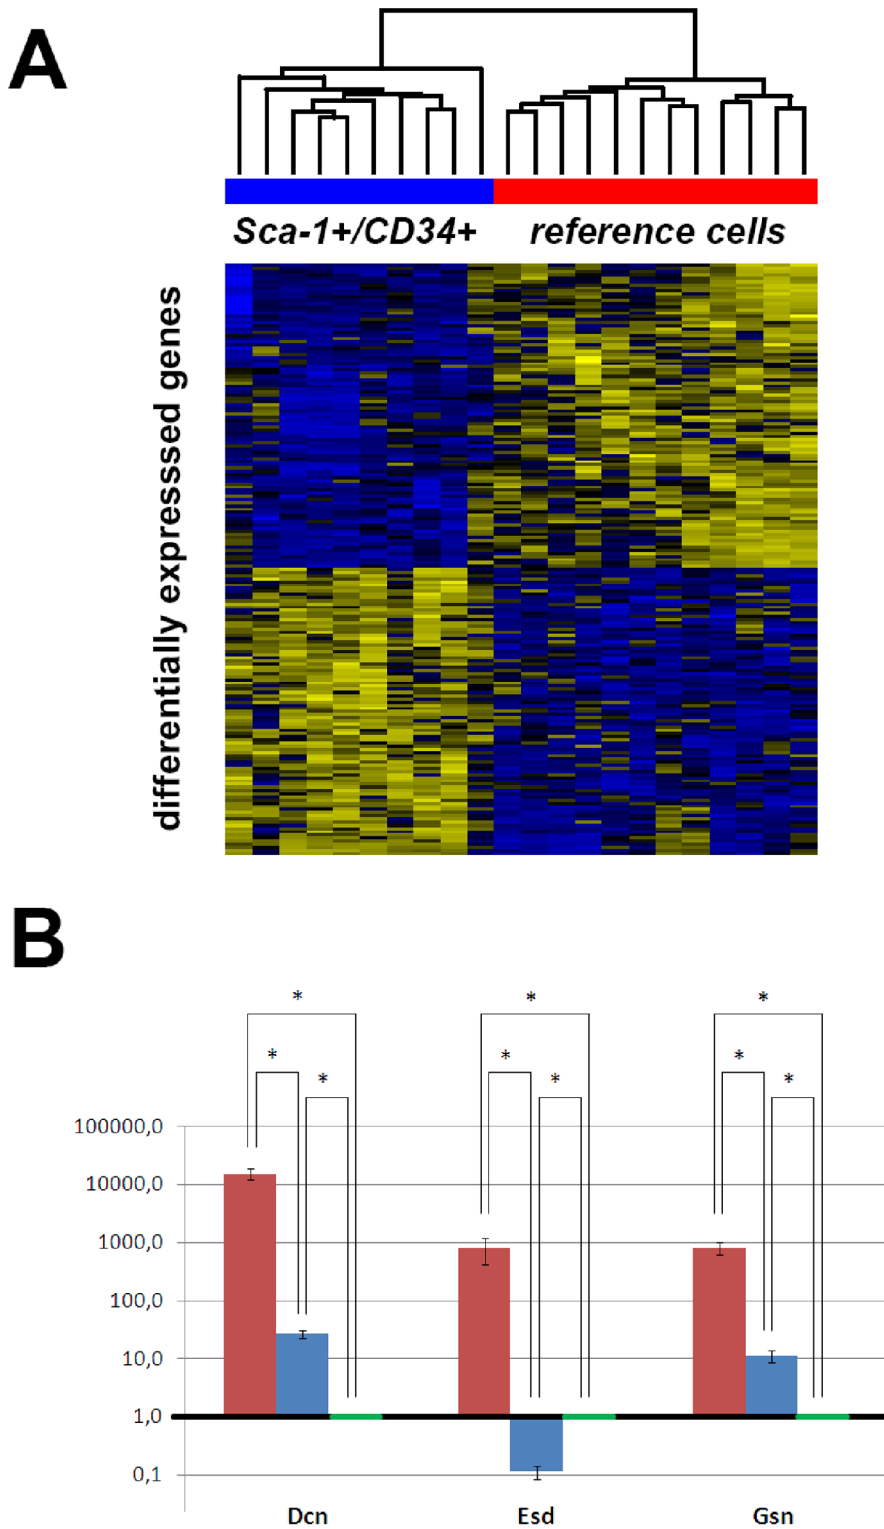 A
Sca-1+/CD34+ reference cells
differentially expresssed genes
B
* * *
* * *
* * *
100000,0
10000,0
1000,0
100,0
10,0
1,0
0,1
Dcn Esd Gsn